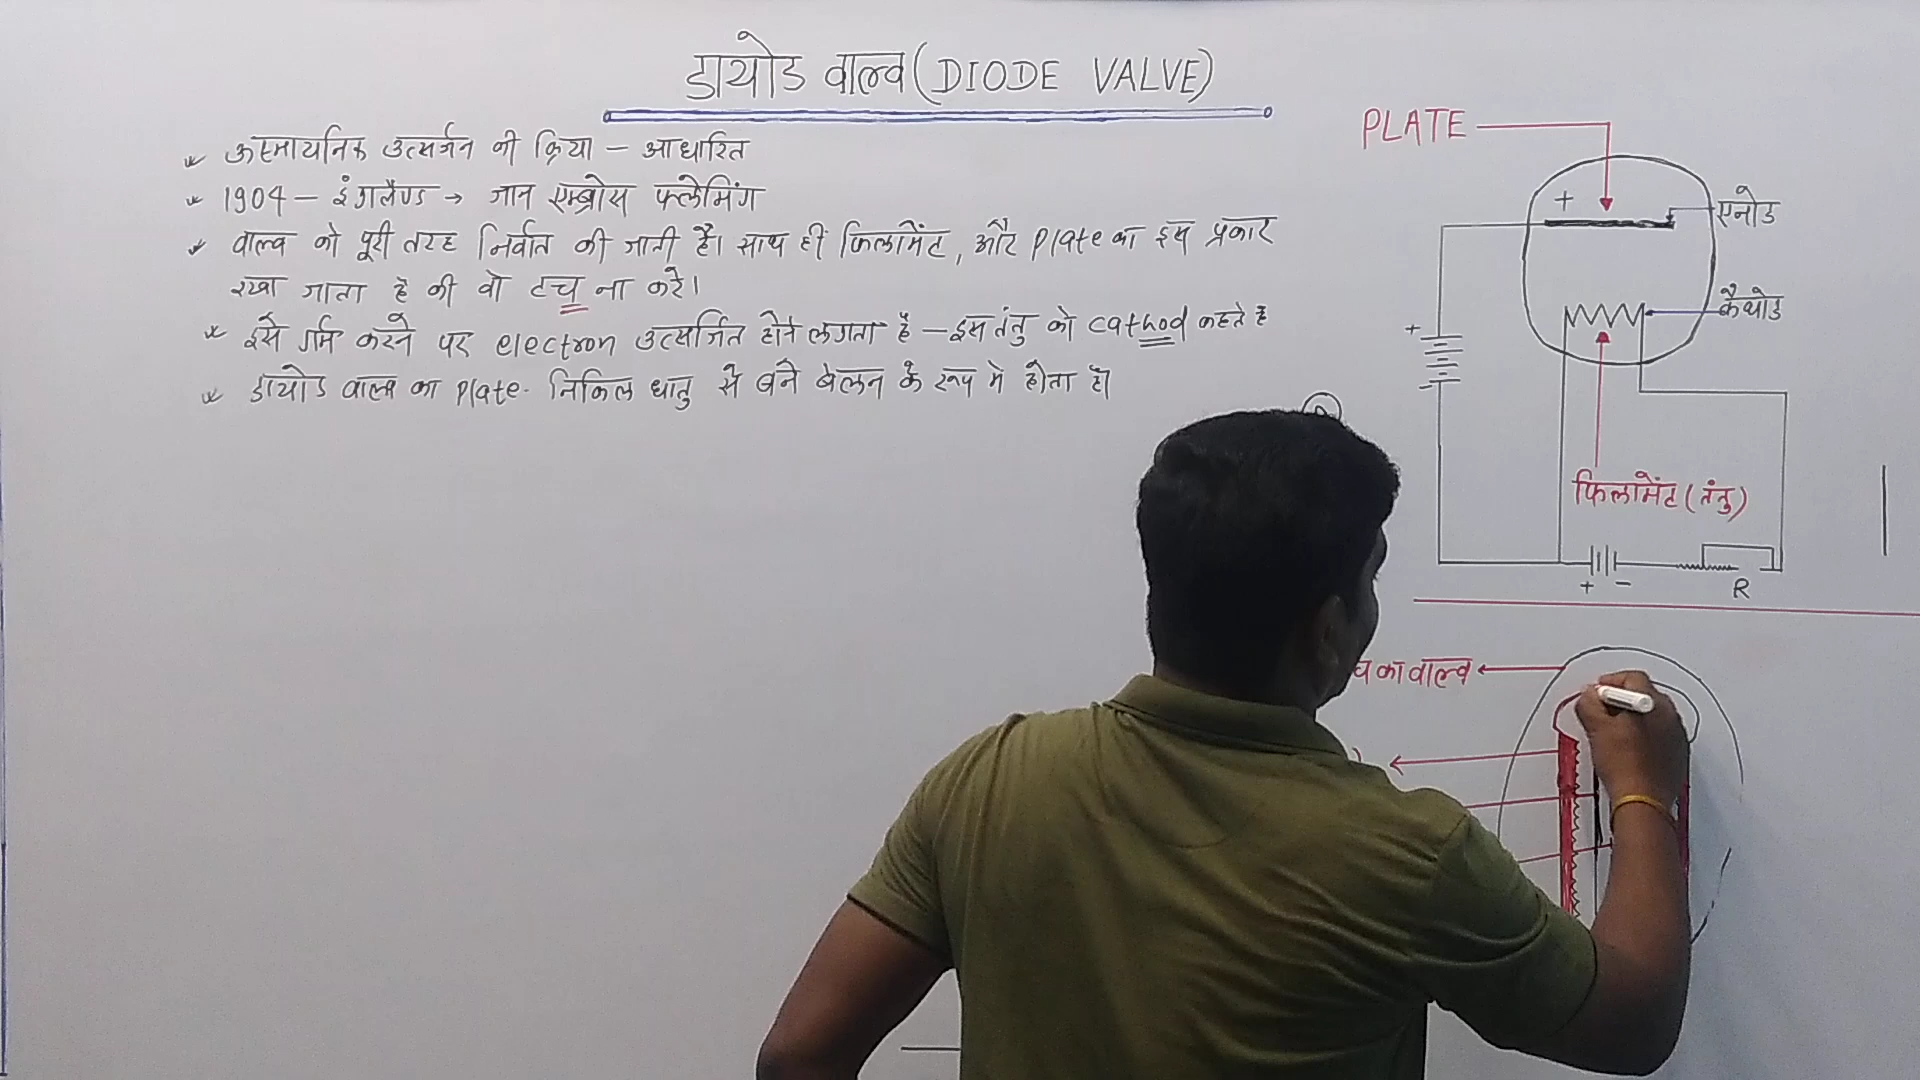 डायोड वाल्व (DIODE VALVE)
* ऊष्मायनिक उत्सर्जन की क्रिया - आधारित
* 1904 - इंगलैण्ड → जान एम्ब्रोस फ्लेमिंग
* वाल्व को पूरी तरह निर्वात की जाती है। साथ ही फिलामेंट, और Plate का इस प्रकार
रखा जाता है की वो टच ना करे।
* इसे गर्म करने पर electron उत्सर्जित होने लगता है - इस तंतु को cathod कहते है
* डायोड वाल्व का Plate - निकिल धातु से बने बेलन के रूप मे होता है।
PLATE
+
एनोड
कैथोड
+
-
फिलामेंट (तंतु)
+ -
R
का वाल्व